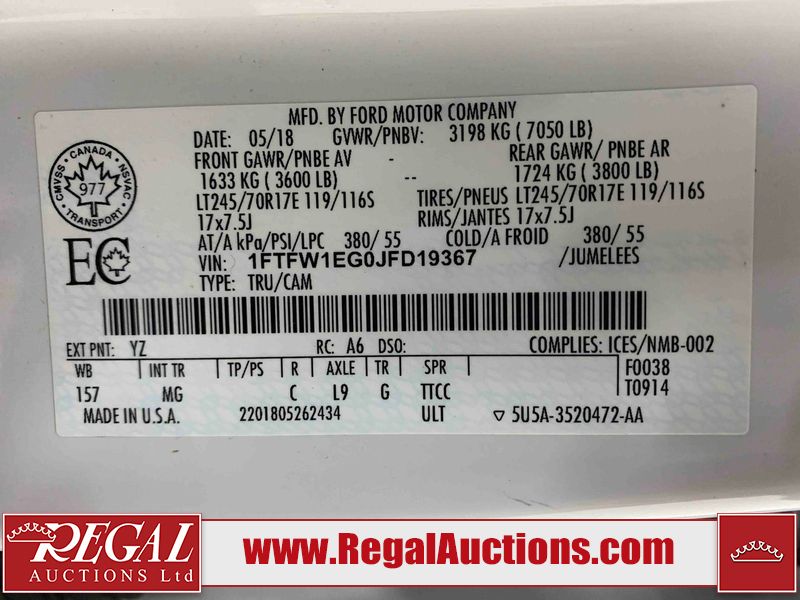 MFD. BY FORD MOTOR COMPANY
DATE: 05/18 GVWR/PNBV: 3198 KG ( 7050 LB)
FRONT GAWR/PNBE AV - REAR GAWR/ PNBE AR
1633 KG (3600 LB) -- 1724 KG ( 3800 LB)
LT245/70R17E 119/116S TIRES/PNEUS LT245/70R17E 119/116S
17x7.5J RIMS/JANTES 17x7.5J
AT/A kPa/PSI/LPC 380/ 55 COLD/A FROID 380/ 55
VIN: 1FTFW1EG0JFD19367 /JUMELEES
TYPE: TRU/CAM
CMVSS · CANADA · NSVAC
977
TRANSPORT
EC
EXT PNT: YZ RC: A6 DSO: COMPLIES: ICES/NMB-002
WB INT TR TP/PS R AXLE TR SPR F0038
157 MG C L9 G TTCC T0914
MADE IN U.S.A. 2201805262434 ULT ▽ 5U5A-3520472-AA
REGAL
AUCTIONS Ltd
www.RegalAuctions.com